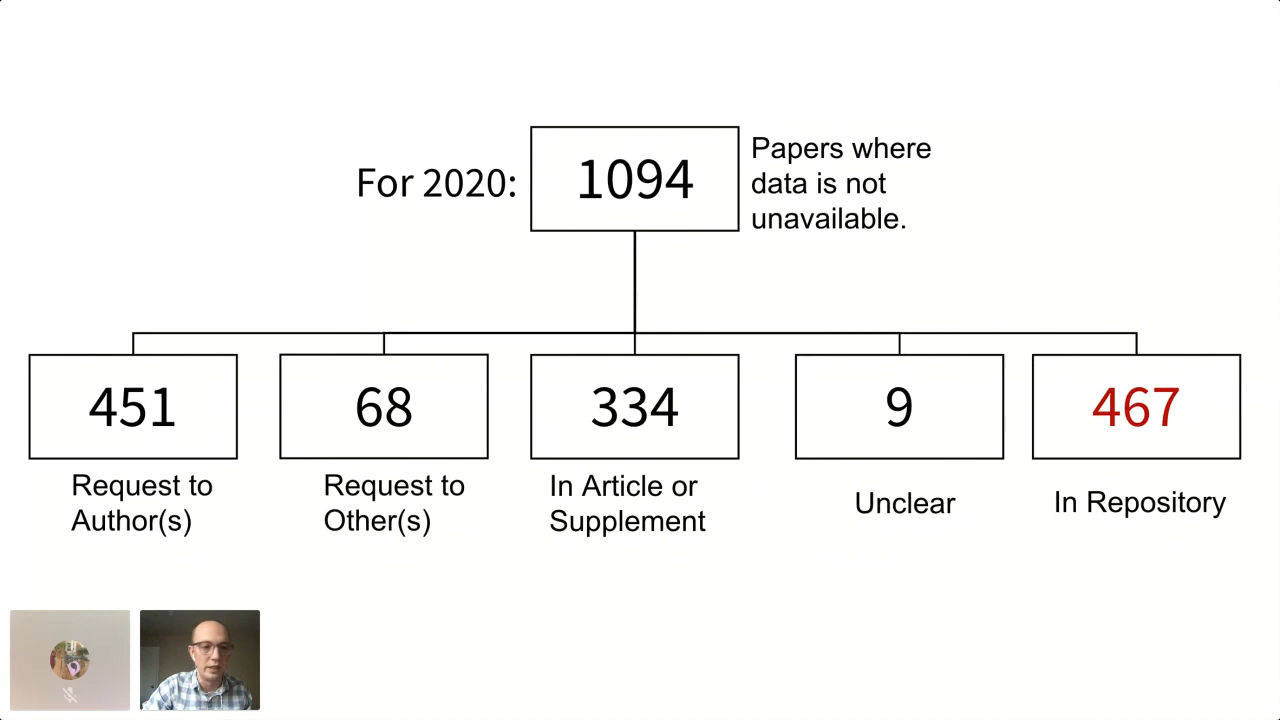 For 2020:
1094
Papers where
data is not
unavailable.
451
68
334
9
467
Request to
Author(s)
Request to
Other(s)
In Article or
Supplement
Unclear
In Repository